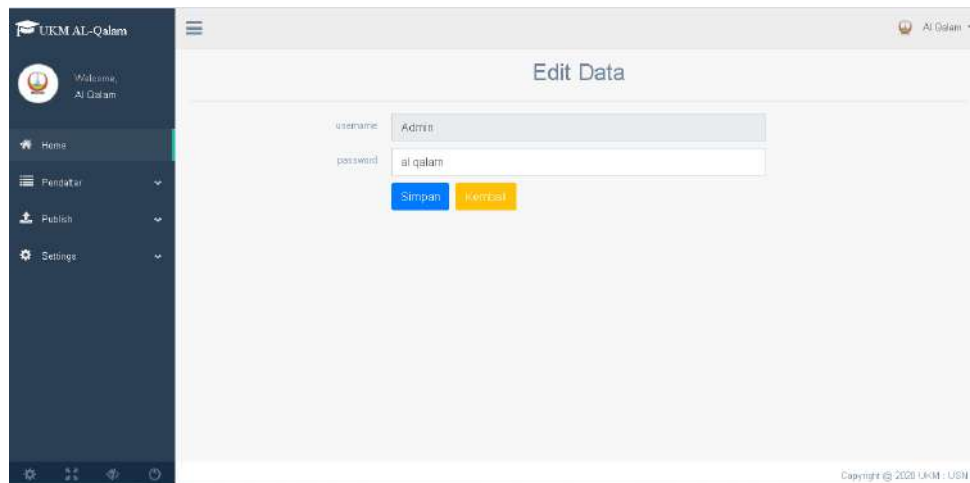 UKM AL-Qalam
Al Qalam
Welcome,
Al Qalam
Edit Data
username
Admin
password
al qalam
Simpan
Kembali
Home
Pendaftar
Publish
Settings
Copyright @ 2020 UKM : USN